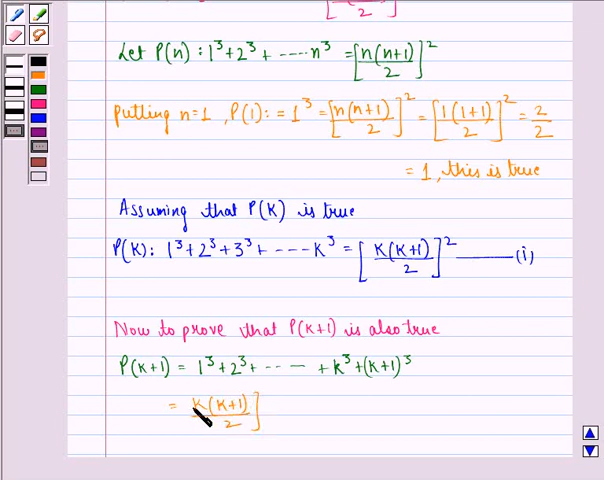 2 ]
Let P(n) : 1³+2³+ -----n³ = [n(n+1)/2]²
Putting n=1 , P(1): = 1³ = [n(n+1)/2]² = [1(1+1)/2]² = 2/2
= 1, this is true
Assuming that P(K) is true
P(K): 1³+2³+3³+ -----K³ = [K(K+1)/2]² ———(i)
Now to prove that P(K+1) is also true
P(K+1) = 1³+2³+ -- -- — +K³+(K+1)³
= K(K+1)/2]